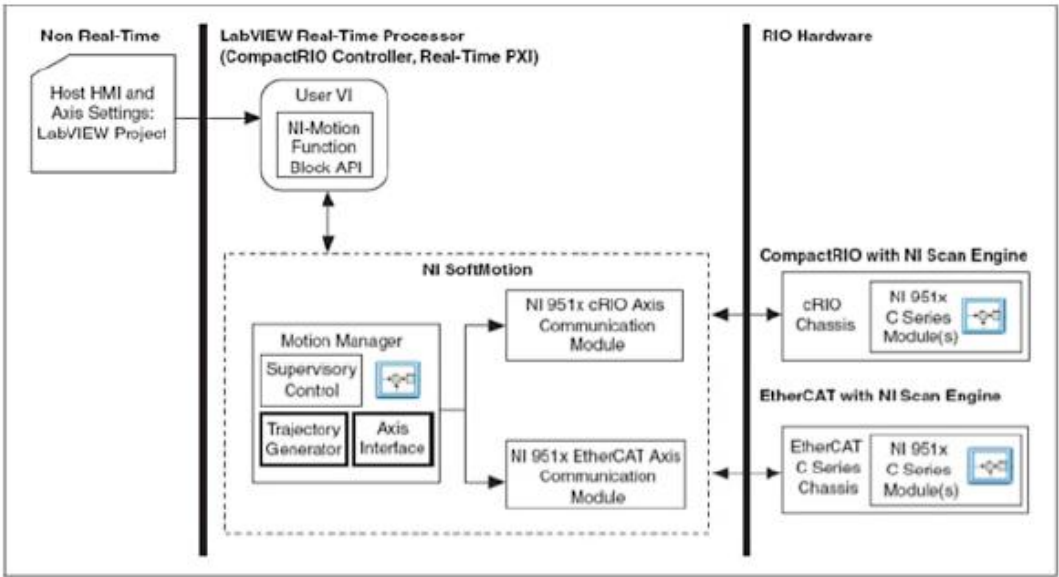 Non Real-Time
Host HMI and
Axis Settings:
LabVIEW Project
LabVIEW Real-Time Processor
(CompactRIO Controller, Real-Time PXI)
User VI
NI-Motion
Function
Block API
NI SoftMotion
Motion Manager
Supervisory
Control
Trajectory
Generator
Axis
Interface
NI 951x cRIO Axis
Communication
Module
NI 951x EtherCAT Axis
Communication
Module
RIO Hardware
CompactRIO with NI Scan Engine
cRIO
Chassis
NI 951x
C Series
Module(s)
EtherCAT with NI Scan Engine
EtherCAT
C Series
Chassis
NI 951x
C Series
Module(s)